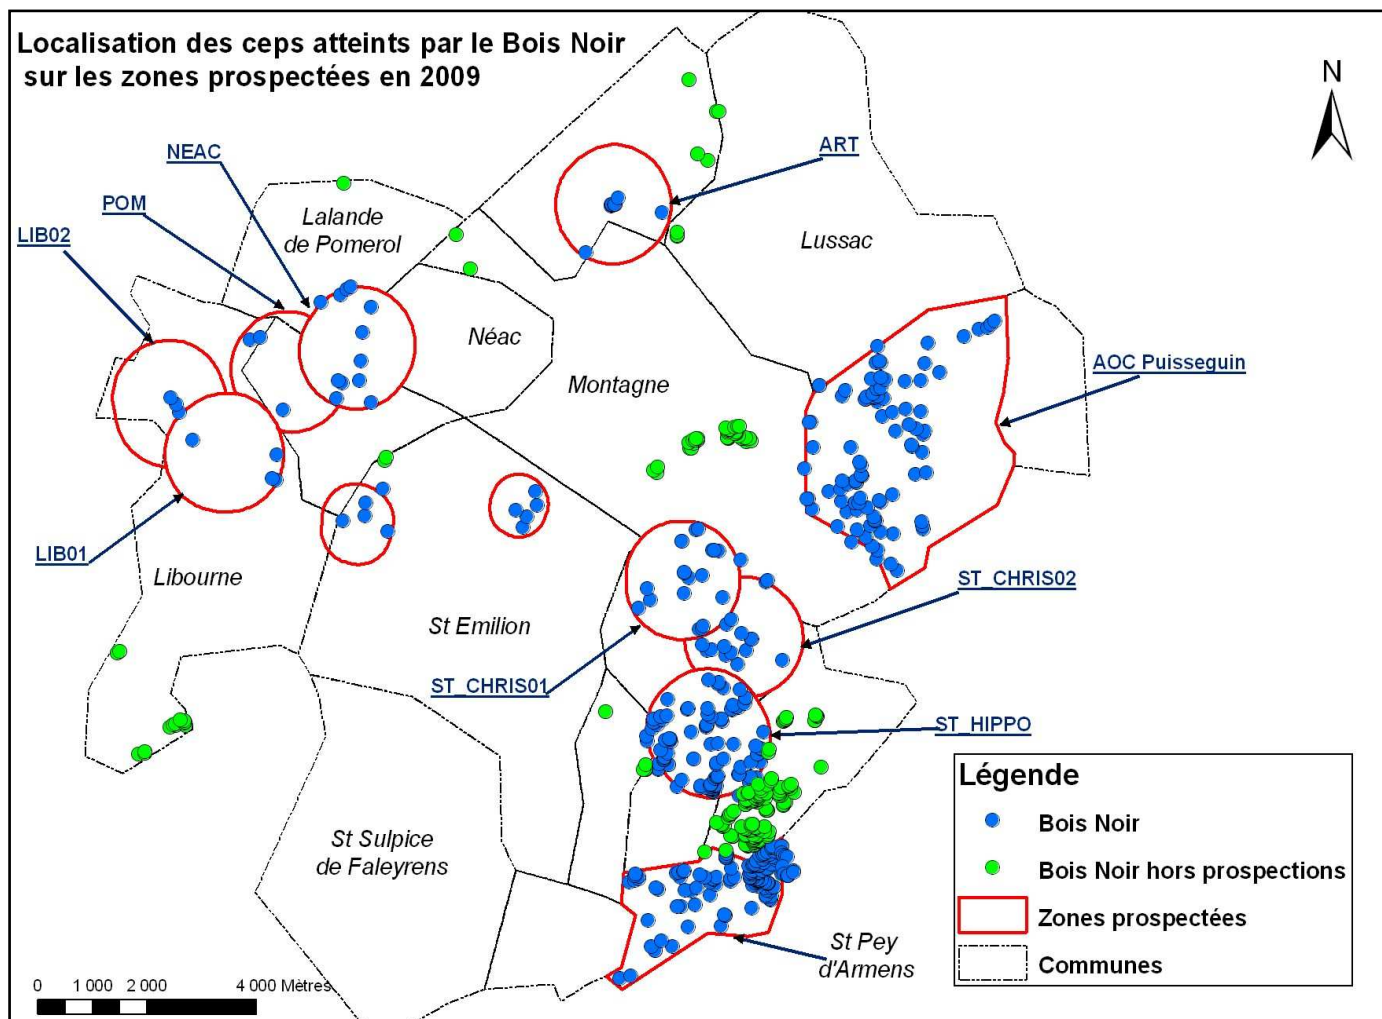 Localisation des ceps atteints par le Bois Noir
sur les zones prospectées en 2009
N
NEAC
ART
POM
LIB02
Lalande
de Pomerol
Lussac
Néac
Montagne
AOC Puisseguin
LIB01
Libourne
ST_CHRIS02
St Emilion
ST_CHRIS01
ST_HIPPO
St Sulpice
de Faleyrens
St Pey
d'Armens
Légende
Bois Noir
Bois Noir hors prospections
Zones prospectées
Communes
0 1 000 2 000 4 000 Mètres